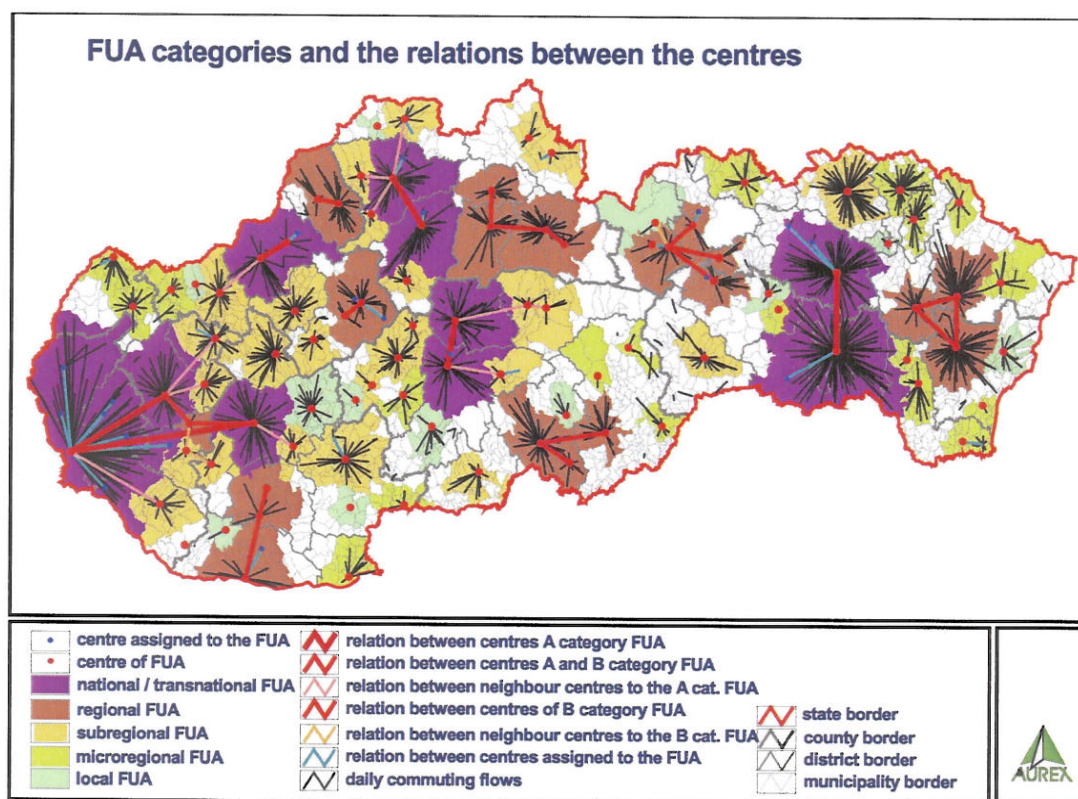 FUA categories and the relations between the centres
centre assigned to the FUA
centre of FUA
national / transnational FUA
regional FUA
subregional FUA
microregional FUA
local FUA
relation between centres A category FUA
relation between centres A and B category FUA
relation between neighbour centres to the A cat. FUA
relation between centres of B category FUA
relation between neighbour centres to the B cat. FUA
relation between centres assigned to the FUA
daily commuting flows
state border
county border
district border
municipality border
AUREX